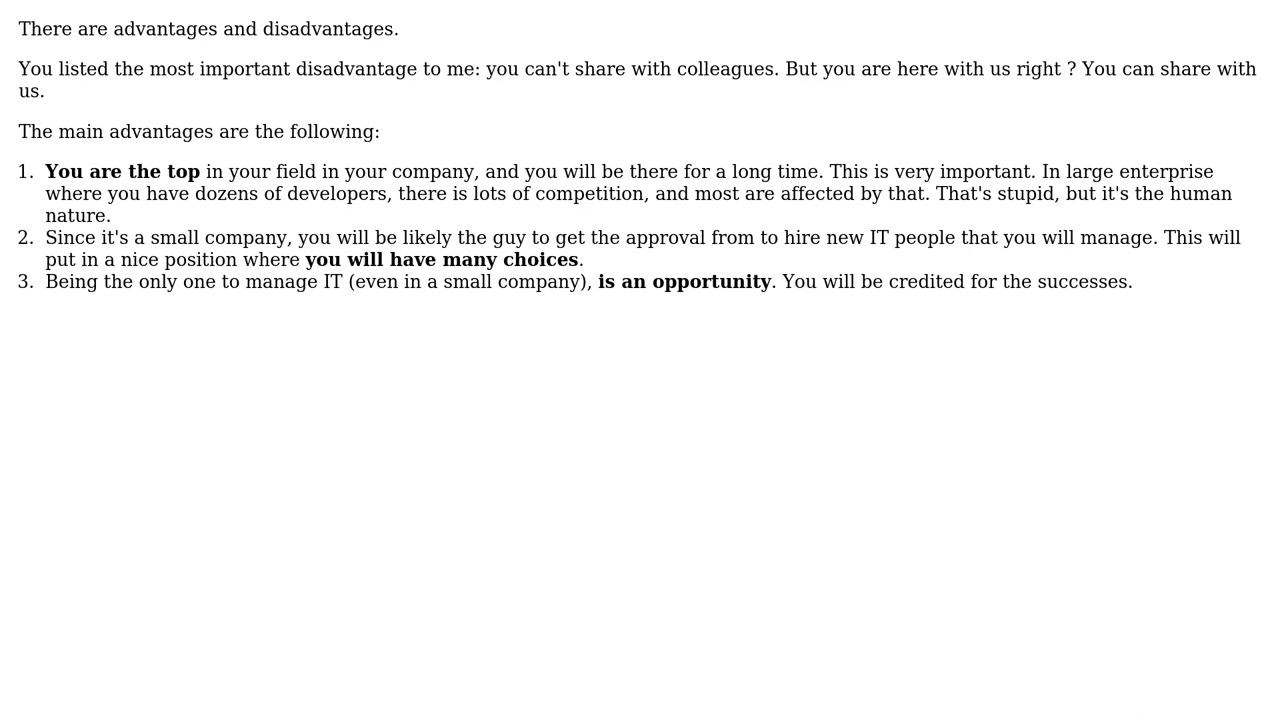 There are advantages and disadvantages.
You listed the most important disadvantage to me: you can't share with colleagues. But you are here with us right ? You can share with
us.
The main advantages are the following:
1. You are the top in your field in your company, and you will be there for a long time. This is very important. In large enterprise
where you have dozens of developers, there is lots of competition, and most are affected by that. That's stupid, but it's the human
nature.
2. Since it's a small company, you will be likely the guy to get the approval from to hire new IT people that you will manage. This will
put in a nice position where you will have many choices.
3. Being the only one to manage IT (even in a small company), is an opportunity. You will be credited for the successes.